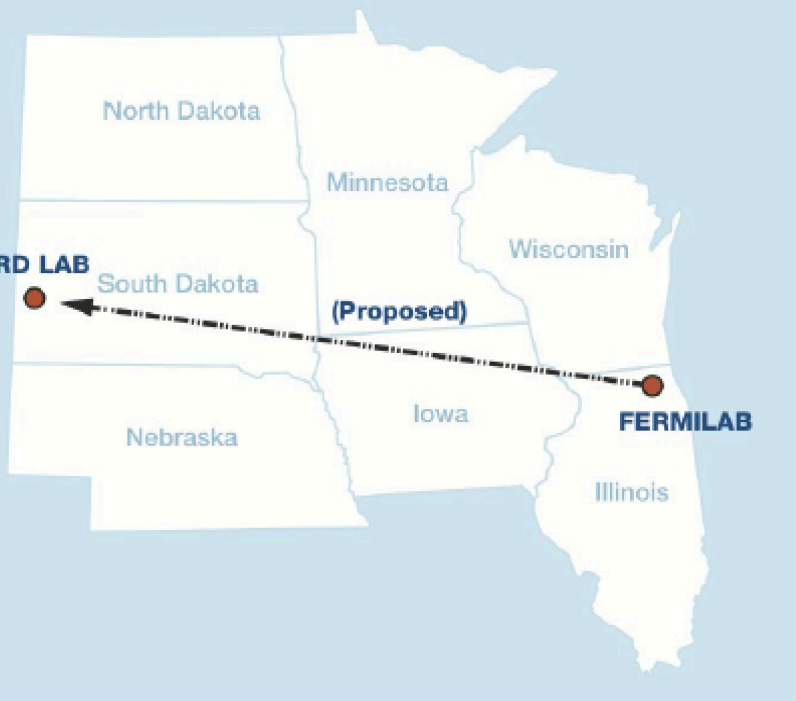 North Dakota
Minnesota
Wisconsin
RD LAB
South Dakota
(Proposed)
Iowa
FERMILAB
Nebraska
Illinois